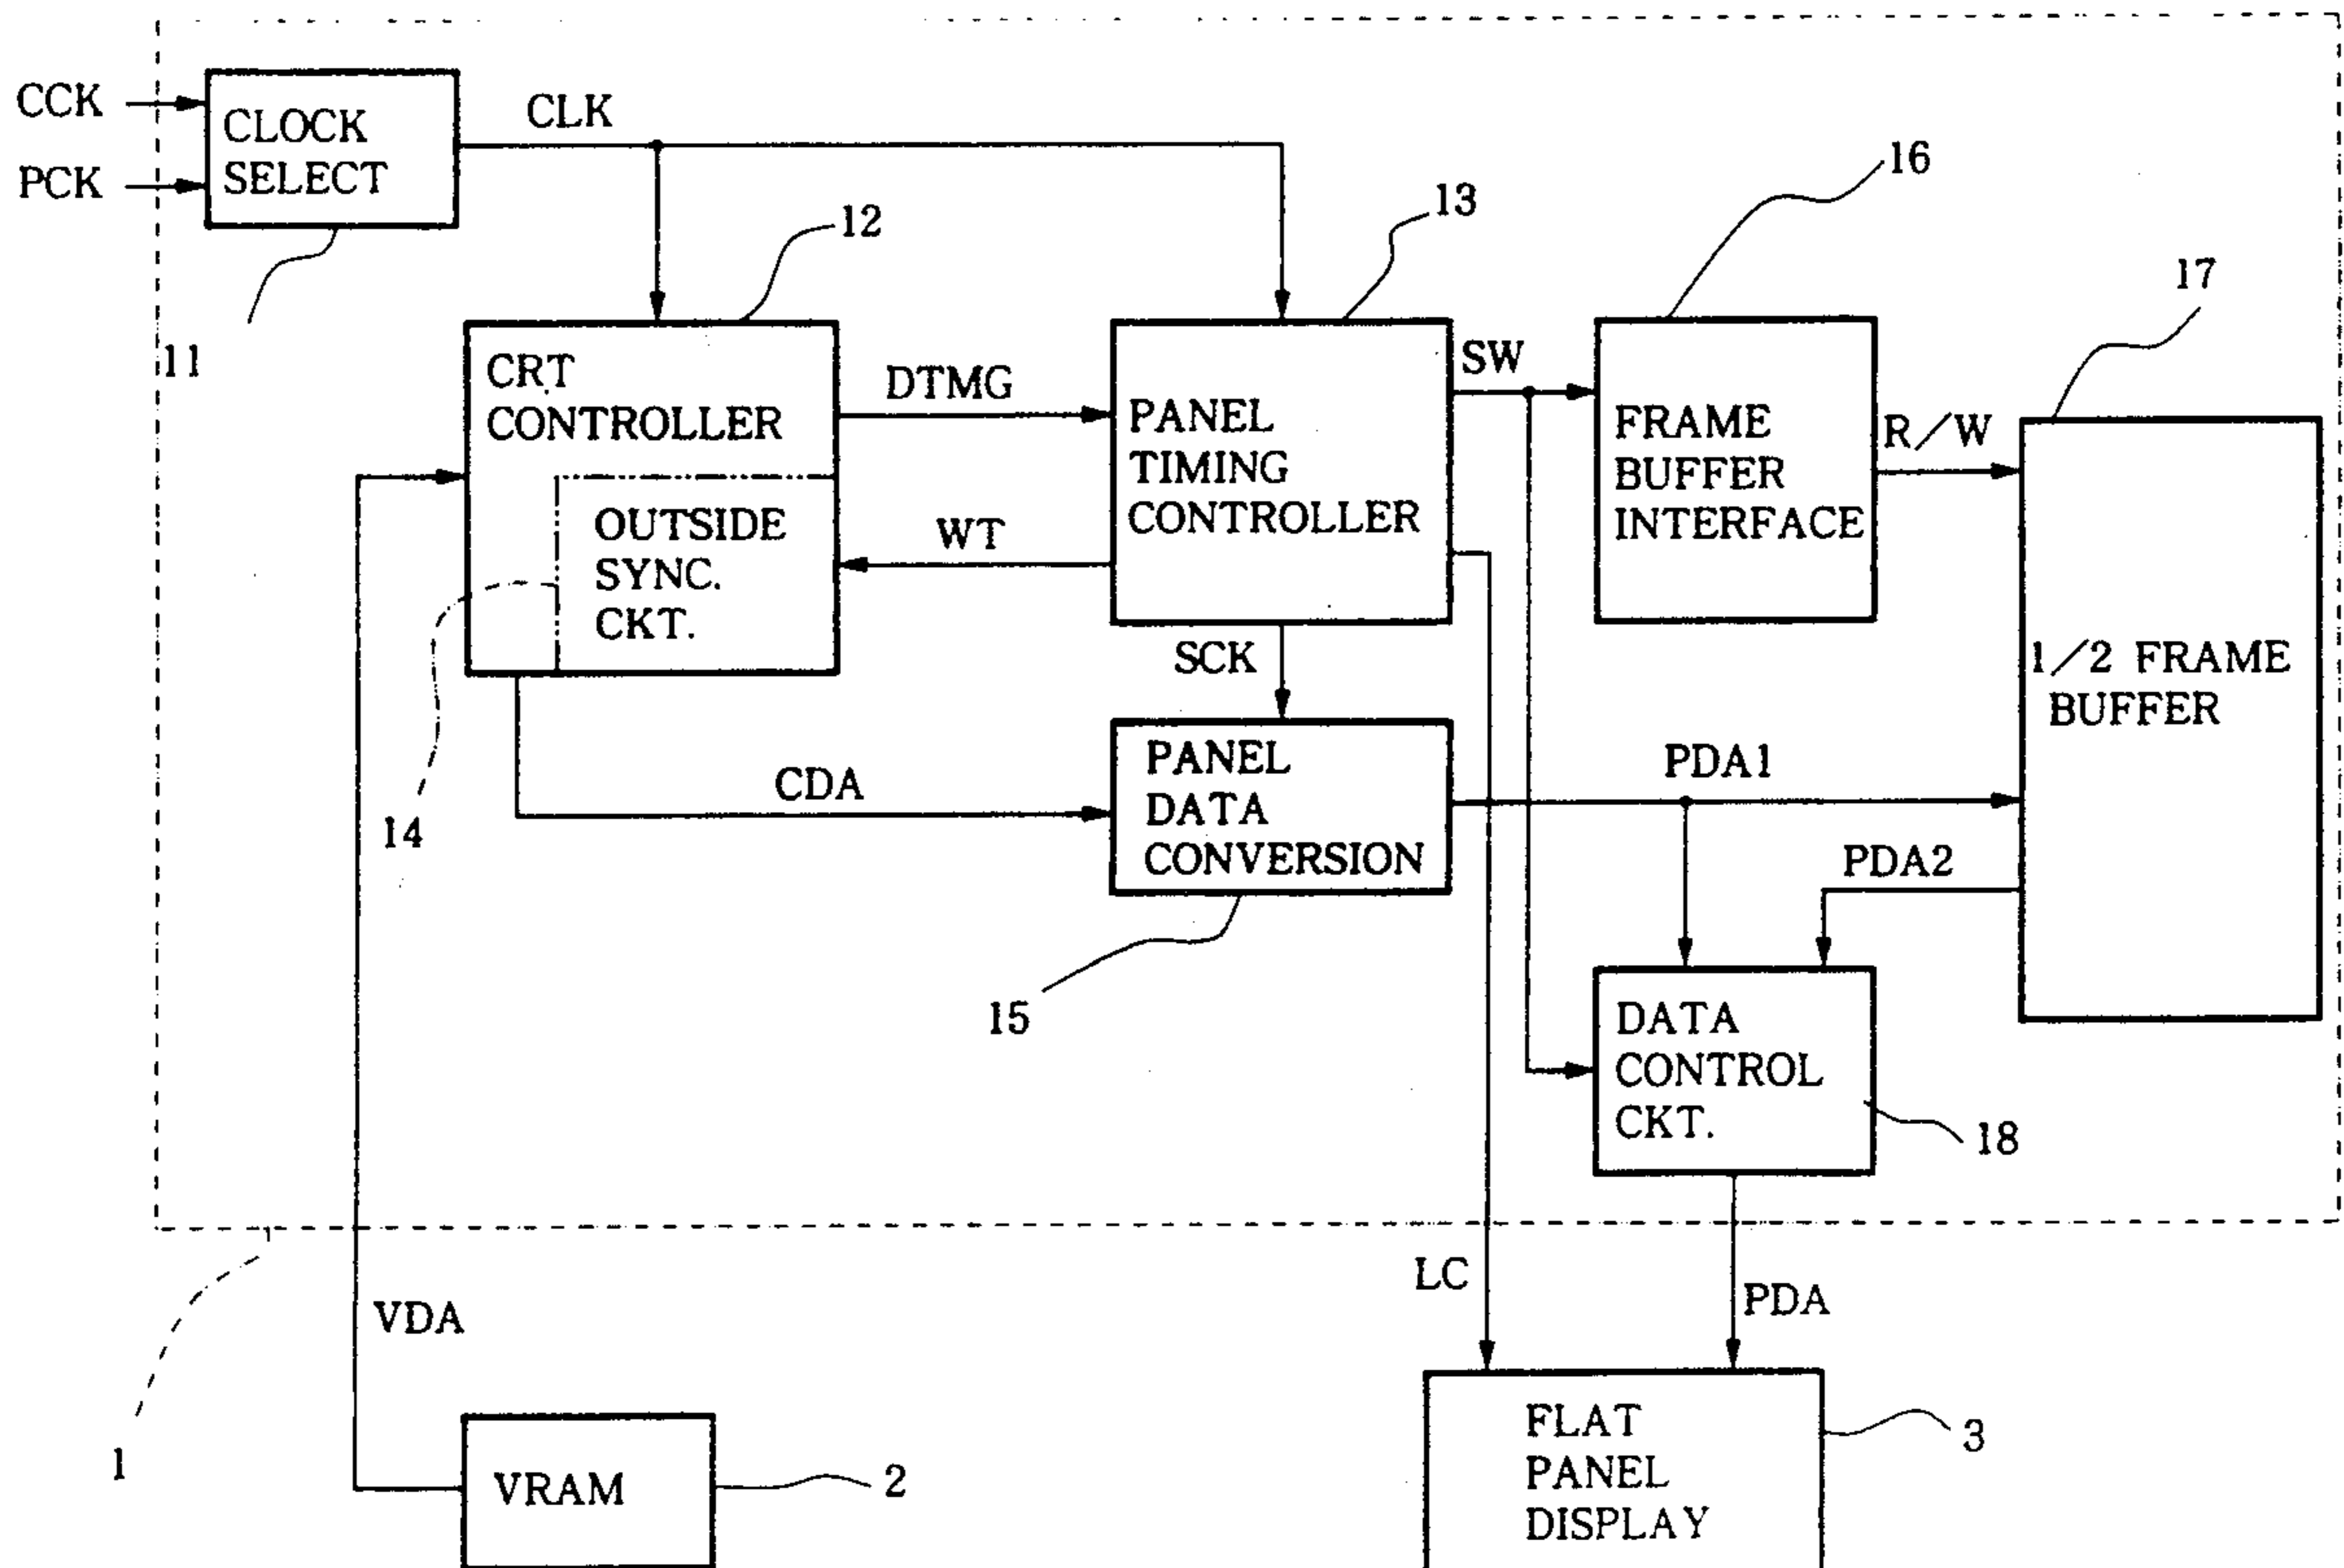 CCK
PCK
CLOCK
SELECT
CLK
11
12
13
16
17
CRT
CONTROLLER
OUTSIDE
SYNC.
CKT.
DTMG
WT
PANEL
TIMING
CONTROLLER
SW
FRAME
BUFFER
INTERFACE
R/W
1/2 FRAME
BUFFER
SCK
14
CDA
PANEL
DATA
CONVERSION
PDA1
PDA2
15
DATA
CONTROL
CKT.
18
LC
PDA
VDA
1
VRAM
2
FLAT
PANEL
DISPLAY
3